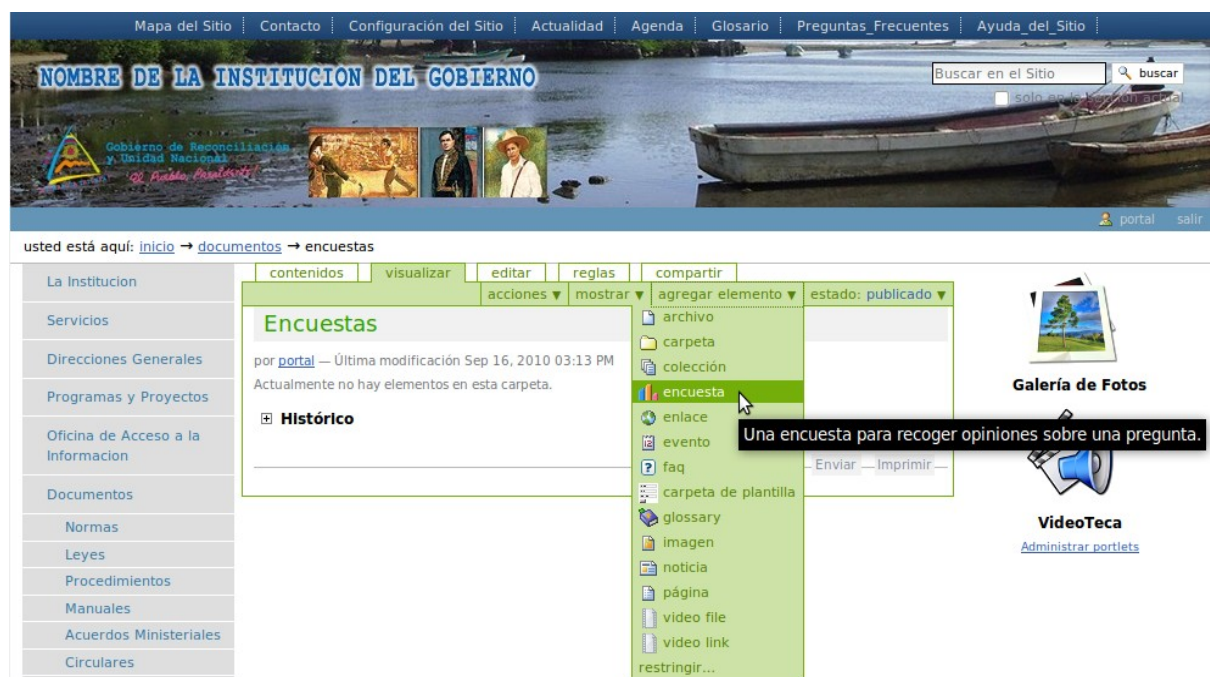 Mapa del Sitio Contacto Configuración del Sitio Actualidad Agenda Glosario Preguntas_Frecuentes Ayuda_del_Sitio
NOMBRE DE LA INSTITUCION DEL GOBIERNO
Buscar en el Sitio buscar
solo en la sección actual
Gobierno de Reconciliación
y Unidad Nacional
El Pueblo, Presidente!
portal salir
usted está aquí: inicio → documentos → encuestas
La Institucion
Servicios
Direcciones Generales
Programas y Proyectos
Oficina de Acceso a la
Informacion
Documentos
Normas
Leyes
Procedimientos
Manuales
Acuerdos Ministeriales
Circulares
contenidos visualizar editar reglas compartir
acciones ▼ mostrar ▼ agregar elemento ▼ estado: publicado ▼
Encuestas
por portal — Última modificación Sep 16, 2010 03:13 PM
Actualmente no hay elementos en esta carpeta.
Histórico
Enviar Imprimir
archivo
carpeta
colección
encuesta
enlace
evento
faq
carpeta de plantilla
glossary
imagen
noticia
página
video file
video link
restringir...
Una encuesta para recoger opiniones sobre una pregunta.
Galería de Fotos
VideoTeca
Administrar portlets